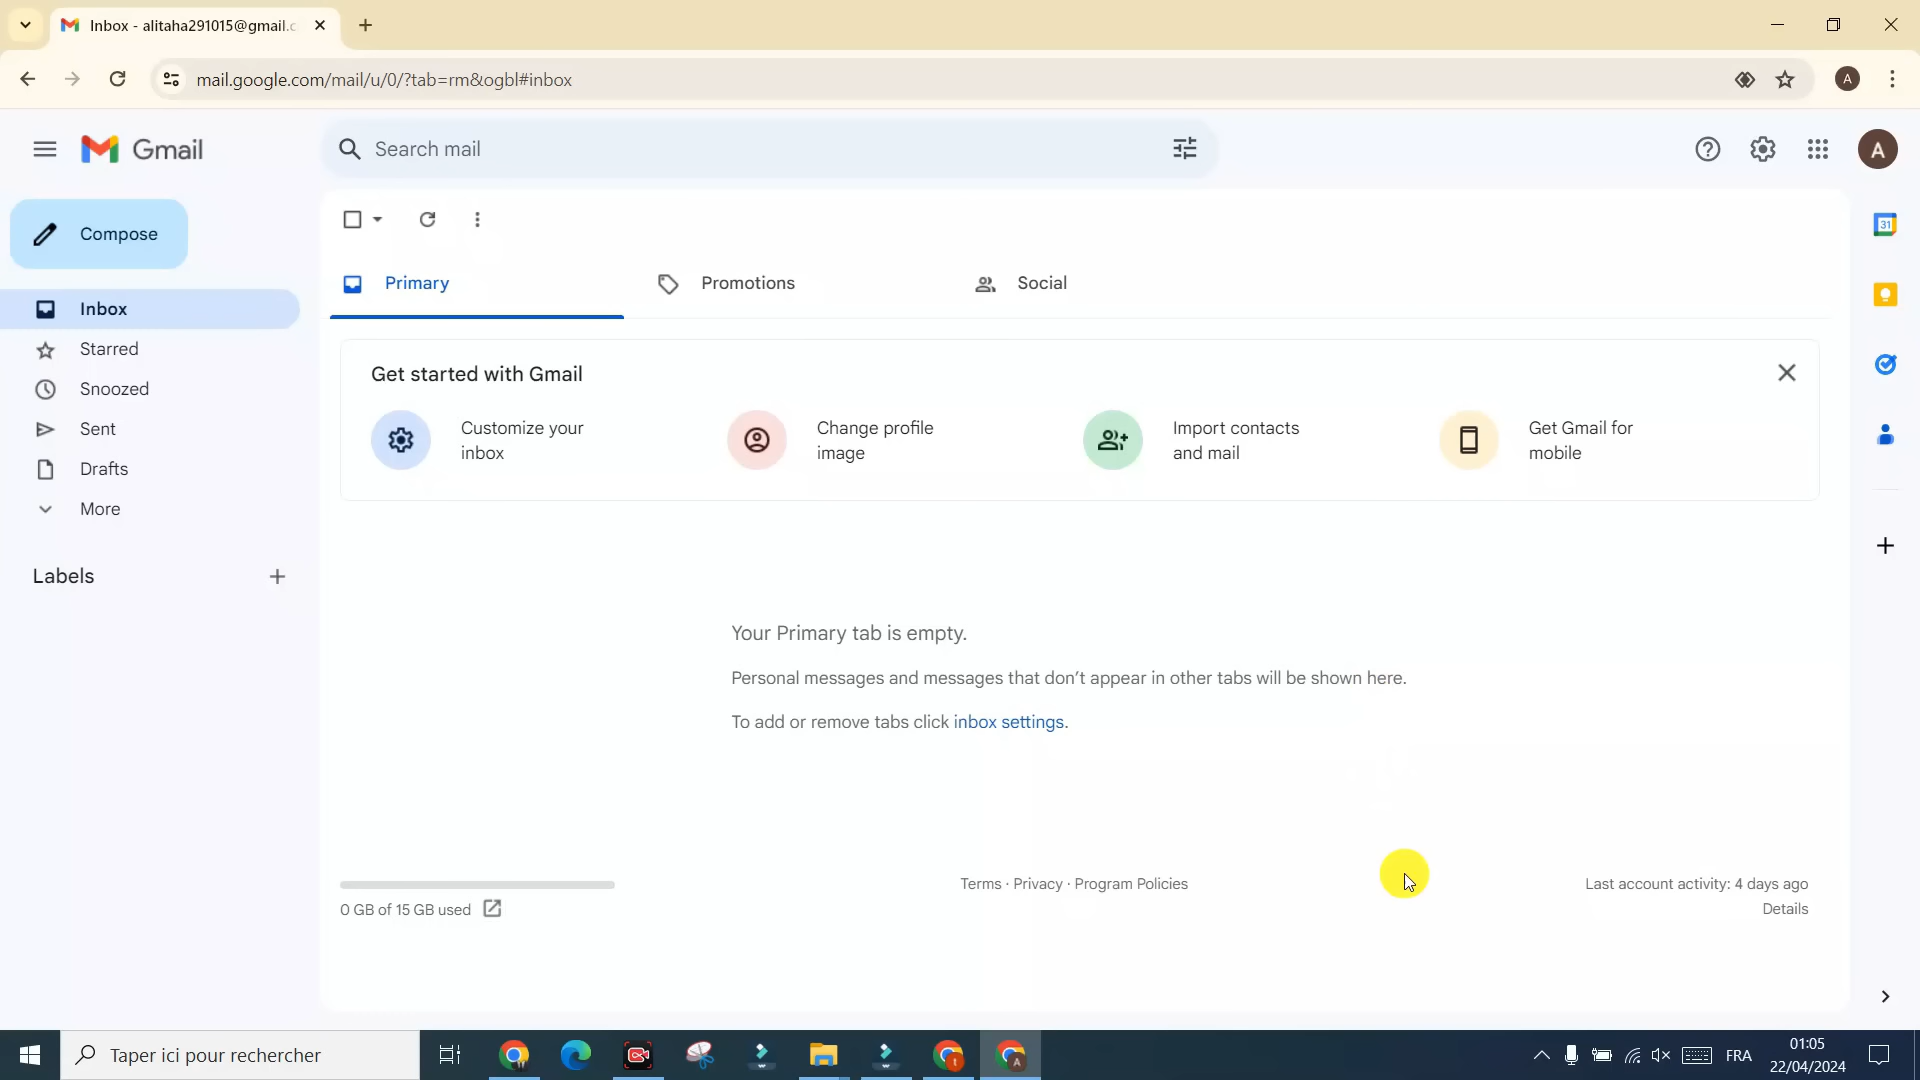 Inbox - alitaha291015@gmail.c
mail.google.com/mail/u/0/?tab=rm&ogbl#inbox
A
Gmail
Search mail
A
Compose
Inbox
Starred
Snoozed
Sent
Drafts
More
Labels
Primary
Promotions
Social
Get started with Gmail
Customize your
inbox
Change profile
image
Import contacts
and mail
Get Gmail for
mobile
Your Primary tab is empty.
Personal messages and messages that don’t appear in other tabs will be shown here.
To add or remove tabs click inbox settings.
0 GB of 15 GB used
Terms · Privacy · Program Policies
Last account activity: 4 days ago
Details
31
Taper ici pour rechercher
t
A
FRA
01:05
22/04/2024